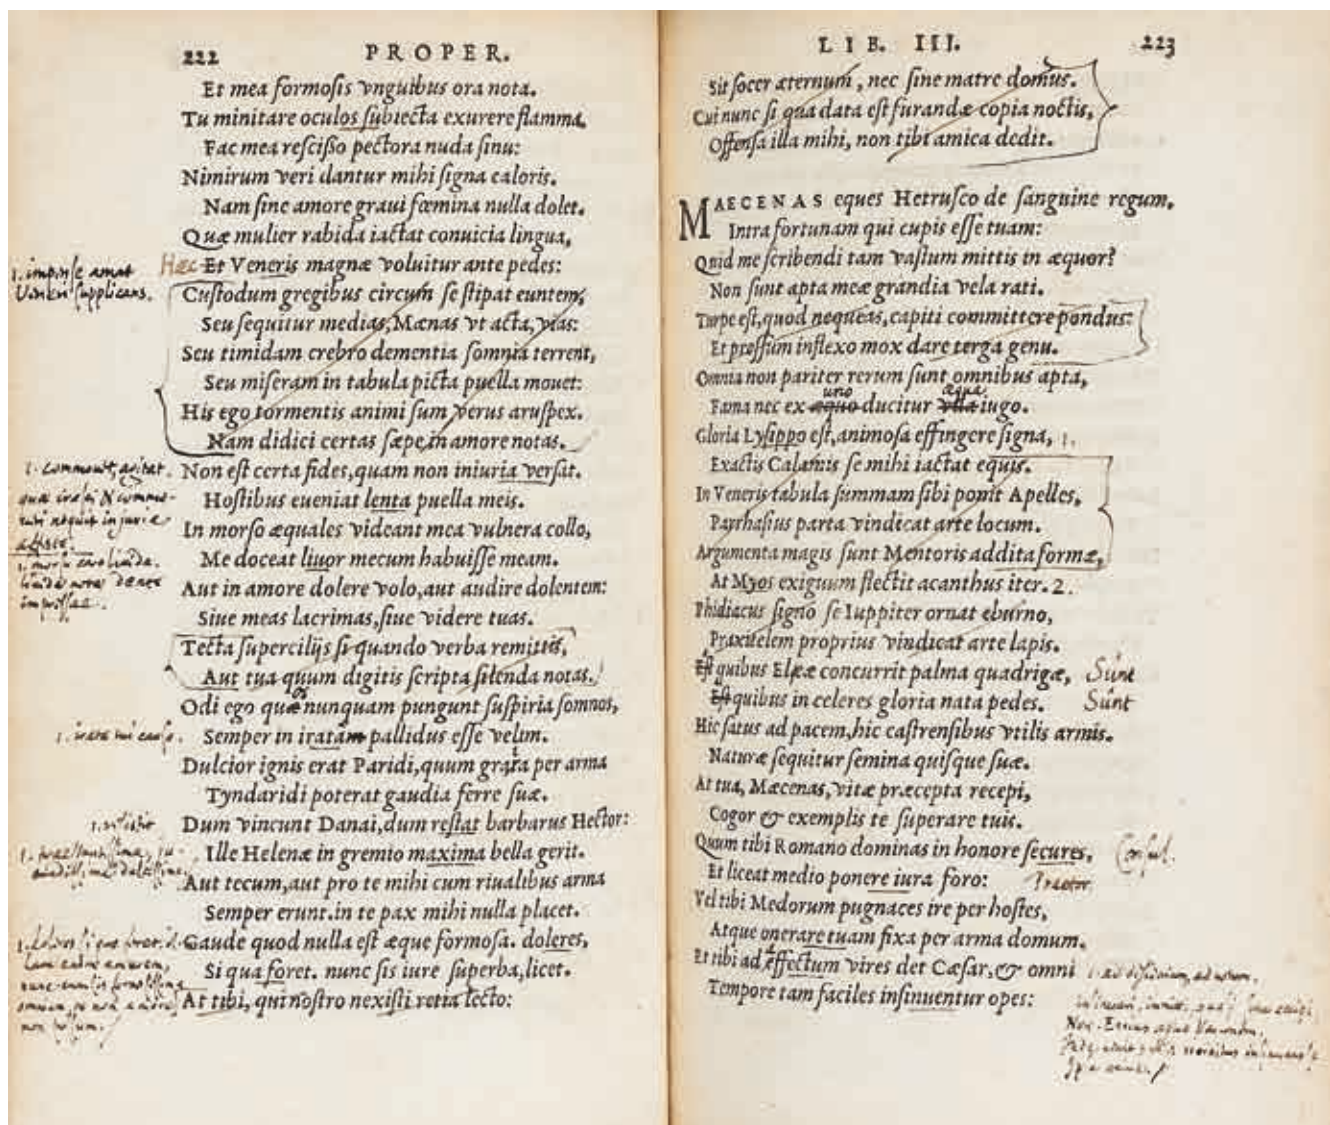 222 PROPER.
Et mea formosis vnguibus ora nota.
Tu minitare oculos subiecta exurere flamma,
Fac mea rescißo pectora nuda sinu:
Nimirum veri dantur mihi signa caloris.
Nam sine amore graui fœmina nulla dolet.
Quæ mulier rabida iactat conuicia lingua,
Hæc Et Veneris magnæ voluitur ante pedes:
Custodum gregibus circum se stipat euntem,
Seu sequitur medias, Mænas vt acta, vias:
Seu timidam crebro dementia somnia terrent,
Seu miseram in tabula picta puella mouet:
His ego tormentis animi sum verus aruspex.
Nam didici certas sæpe in amore notas.
Non est certa fides, quam non iniuria versat.
Hostibus eueniat lenta puella meis.
In morso æquales videant mea vulnera collo,
Me doceat liuor mecum habuisse meam.
Aut in amore dolere volo, aut audire dolentem:
Siue meas lacrimas, siue videre tuas.
Tecta supercilijs si quando verba remittis,
Aut tua quum digitis scripta silenda notas.
Odi ego quæ nunquam pungunt suspiria somnos,
Semper in iratam pallidus esse velim.
Dulcior ignis erat Paridi, quum grata per arma
Tyndaridi poterat gaudia ferre suæ.
Dum vincunt Danai, dum restat barbarus Hector:
Ille Helenæ in gremio maxima bella gerit.
Aut tecum, aut pro te mihi cum riualibus arma
Semper erunt. in te pax mihi nulla placet.
Gaude quod nulla est æque formosa. doleres,
Si qua foret. nunc sis iure superba, licet.
At tibi, qui nostro nexisti retia lecto:
i. impense amat
Veneri supplicans.
LIB. III. 223
Sit socer æternum, nec sine matre domus.
Cui nunc si qua data est furandæ copia noctis,
Offensa illa mihi, non tibi amica dedit.
MAECENAS eques Hetrusco de sanguine regum,
Intra fortunam qui cupis esse tuam:
Quid me scribendi tam vastum mittis in æquor?
Non sunt apta meæ grandia vela rati.
Turpe est, quod nequeas, capiti committere pondus:
Et pressum inflexo mox dare terga genu.
Omnia non pariter rerum sunt omnibus apta,
uno æqua
Fama nec ex æquo ducitur vlla iugo.
Gloria Lysippo est, animosa effingere signa, 1.
Exactis Calamis se mihi iactat equis.
In Veneris tabula summam sibi ponit Apelles,
Parrhasius parta vindicat arte locum.
Argumenta magis sunt Mentoris addita formæ,
At Myos exiguum flectit acanthus iter. 2.
Phidiacus signo se Iuppiter ornat eburno,
Praxitelem proprius vindicat arte lapis.
Est quibus Eleæ concurrit palma quadrigæ, Sunt
Est quibus in celeres gloria nata pedes. Sunt
Hic satus ad pacem, hic castrensibus vtilis armis.
Naturæ sequitur semina quisque suæ.
At tua, Mæcenas, vitæ præcepta recepi,
Cogor & exemplis te superare tuis.
Quum tibi Romano dominas in honore secures, Consul.
Et liceat medio ponere iura foro: Praetor
Vel tibi Medorum pugnaces ire per hostes,
Atque onerare tuam fixa per arma domum.
Et tibi ad effectum vires det Cæsar, & omni
Tempore tam faciles insinuentur opes: